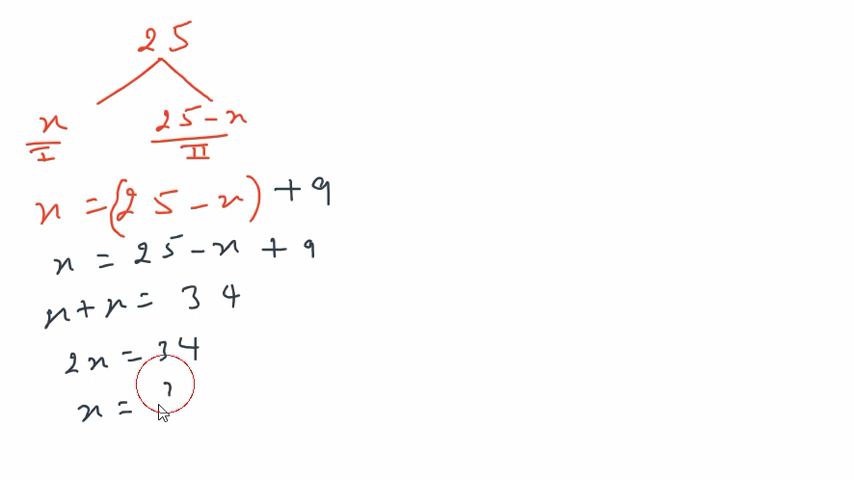 25
x 25-x
I II
x = (25-x) + 9
x = 25-x + 9
x+x = 34
2x = 34
x =